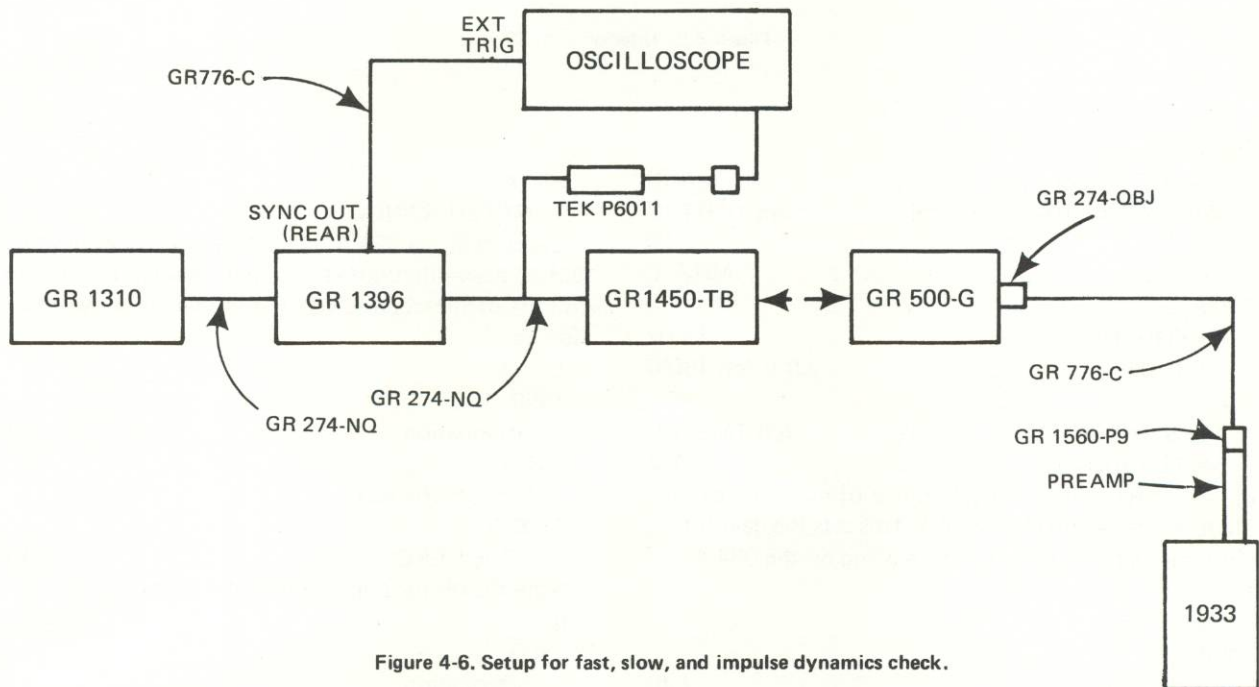 EXT
TRIG
OSCILLOSCOPE
GR776-C
TEK P6011
GR 274-QBJ
SYNC OUT
(REAR)
GR 1310
GR 1396
GR1450-TB
GR 500-G
GR 776-C
GR 274-NQ
GR 274-NQ
GR 1560-P9
PREAMP
1933
Figure 4-6. Setup for fast, slow, and impulse dynamics check.